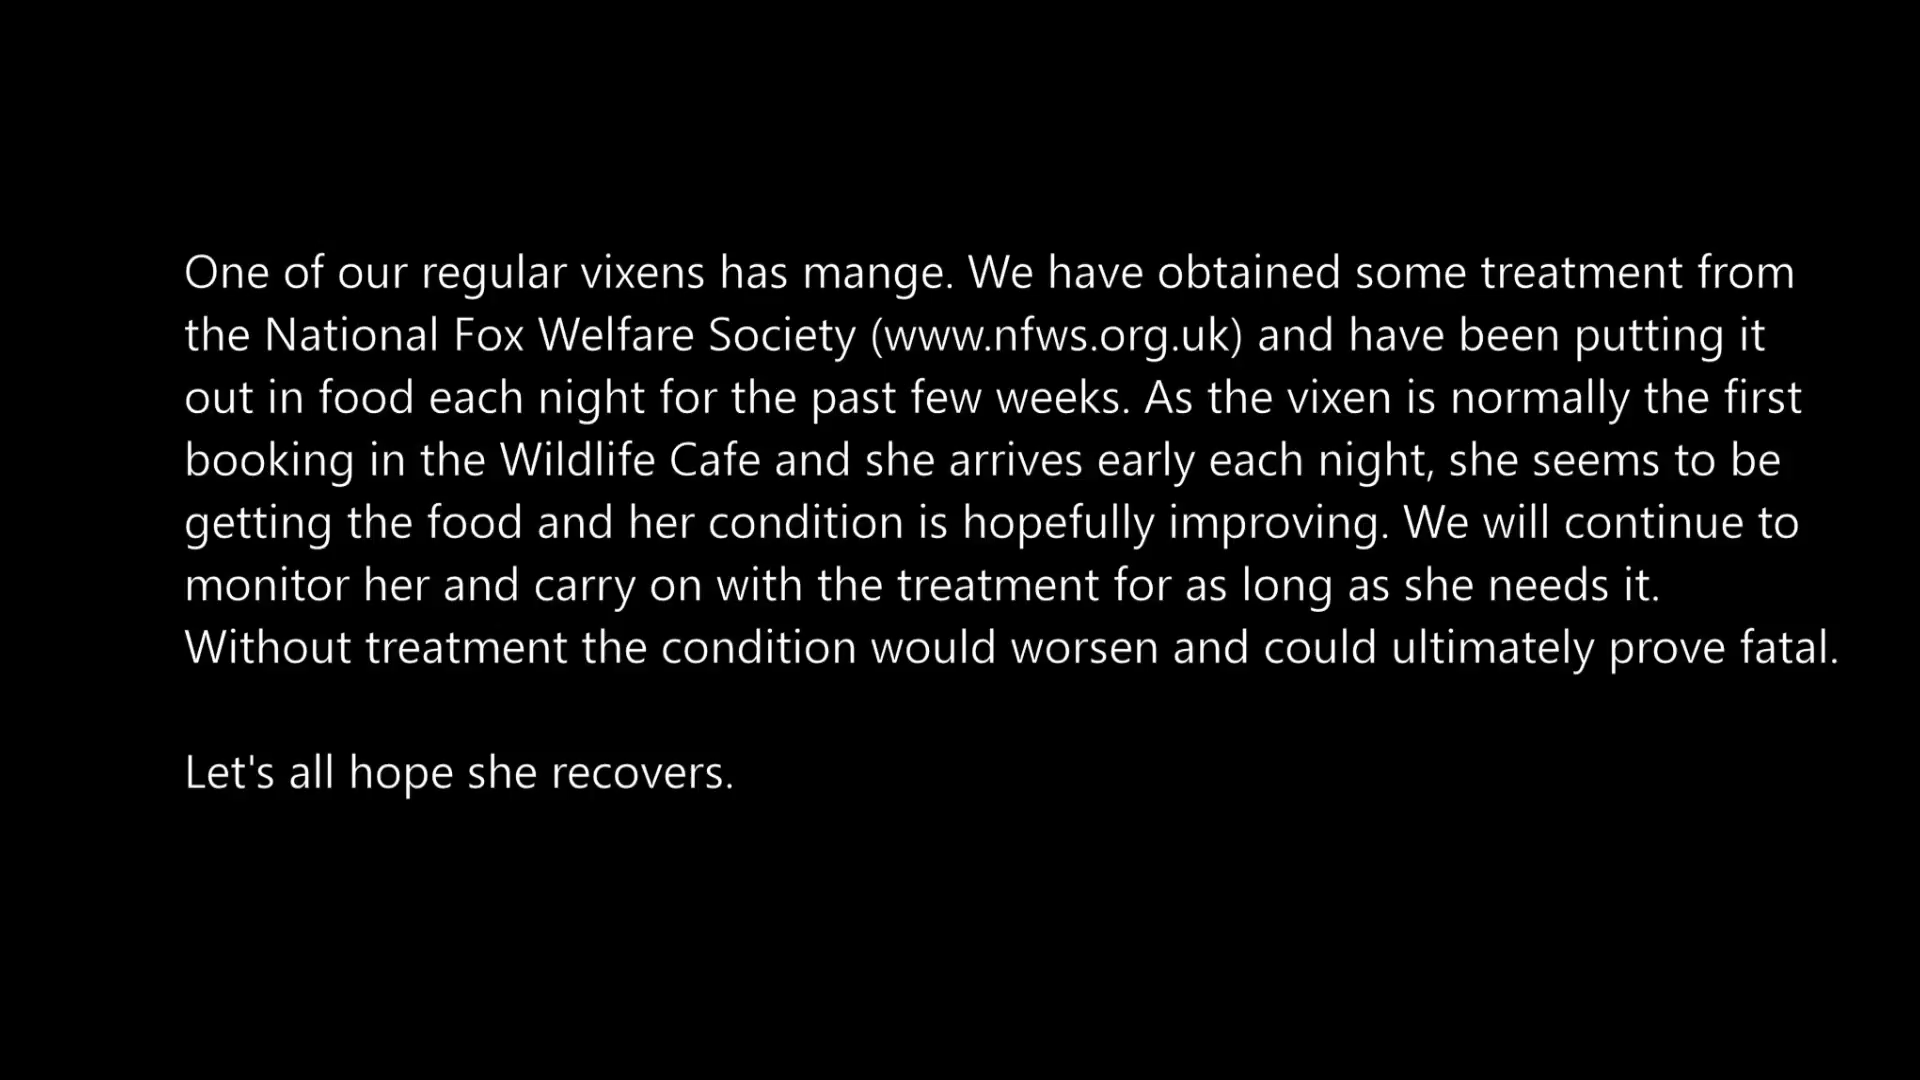 One of our regular vixens has mange. We have obtained some treatment from
the National Fox Welfare Society (www.nfws.org.uk) and have been putting it
out in food each night for the past few weeks. As the vixen is normally the first
booking in the Wildlife Cafe and she arrives early each night, she seems to be
getting the food and her condition is hopefully improving. We will continue to
monitor her and carry on with the treatment for as long as she needs it.
Without treatment the condition would worsen and could ultimately prove fatal.
Let's all hope she recovers.